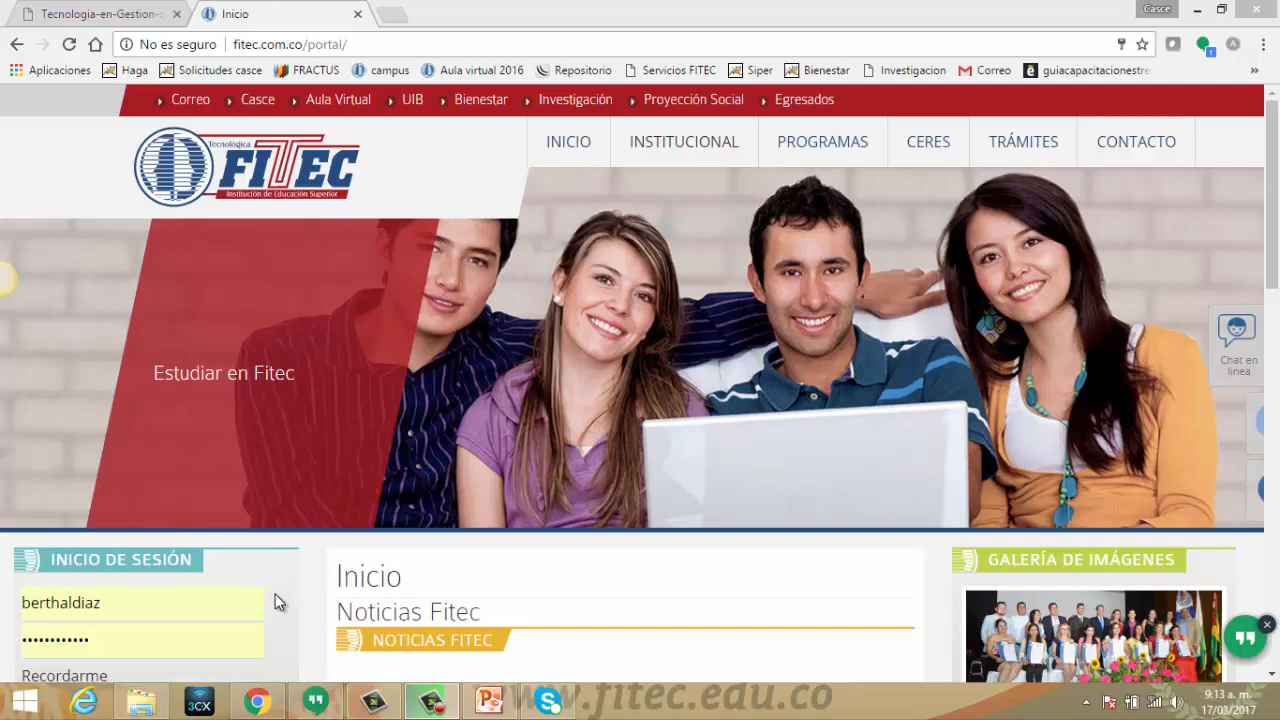 Tecnologia-en-Gestion-
Inicio
Casce
No es seguro
fitec.com.co/portal/
Aplicaciones
Haga
Solicitudes casce
FRACTUS
campus
Aula virtual 2016
Repositorio
Servicios FITEC
Siper
Bienestar
Investigacion
Correo
guiacapacitacionestre
»
Correo
Casce
Aula Virtual
UIB
Bienestar
Investigación
Proyección Social
Egresados
Tecnológica
FITEC
Institución de Educación Superior
INICIO
INSTITUCIONAL
PROGRAMAS
CERES
TRÁMITES
CONTACTO
Estudiar en Fitec
Chat en
linea
INICIO DE SESIÓN
berthaldiaz
••••••••••••
Recordarme
Inicio
Noticias Fitec
NOTICIAS FITEC
GALERÍA DE IMÁGENES
3CX
www.fitec.edu.co
9:13 a. m.
17/03/2017